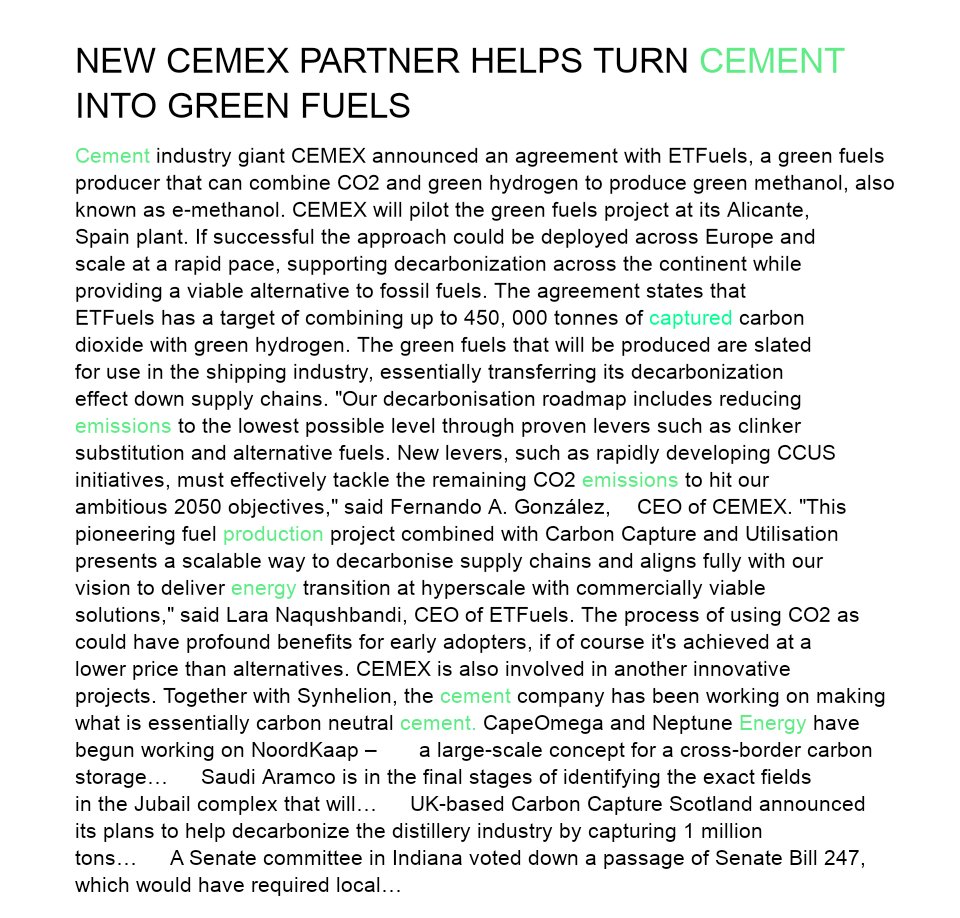 NEW CEMEX PARTNER HELPS TURN CEMENT
INTO GREEN FUELS
Cement industry giant CEMEX announced an agreement with ETFuels, a green fuels
producer that can combine CO2 and green hydrogen to produce green methanol, also
known as e-methanol. CEMEX will pilot the green fuels project at its Alicante,
Spain plant. If successful the approach could be deployed across Europe and
scale at a rapid pace, supporting decarbonization across the continent while
providing a viable alternative to fossil fuels. The agreement states that
ETFuels has a target of combining up to 450, 000 tonnes of captured carbon
dioxide with green hydrogen. The green fuels that will be produced are slated
for use in the shipping industry, essentially transferring its decarbonization
effect down supply chains. "Our decarbonisation roadmap includes reducing
emissions to the lowest possible level through proven levers such as clinker
substitution and alternative fuels. New levers, such as rapidly developing CCUS
initiatives, must effectively tackle the remaining CO2 emissions to hit our
ambitious 2050 objectives," said Fernando A. González, CEO of CEMEX. "This
pioneering fuel production project combined with Carbon Capture and Utilisation
presents a scalable way to decarbonise supply chains and aligns fully with our
vision to deliver energy transition at hyperscale with commercially viable
solutions," said Lara Naqushbandi, CEO of ETFuels. The process of using CO2 as
could have profound benefits for early adopters, if of course it's achieved at a
lower price than alternatives. CEMEX is also involved in another innovative
projects. Together with Synhelion, the cement company has been working on making
what is essentially carbon neutral cement. CapeOmega and Neptune Energy have
begun working on NoordKaap – a large-scale concept for a cross-border carbon
storage… Saudi Aramco is in the final stages of identifying the exact fields
in the Jubail complex that will… UK-based Carbon Capture Scotland announced
its plans to help decarbonize the distillery industry by capturing 1 million
tons… A Senate committee in Indiana voted down a passage of Senate Bill 247,
which would have required local…